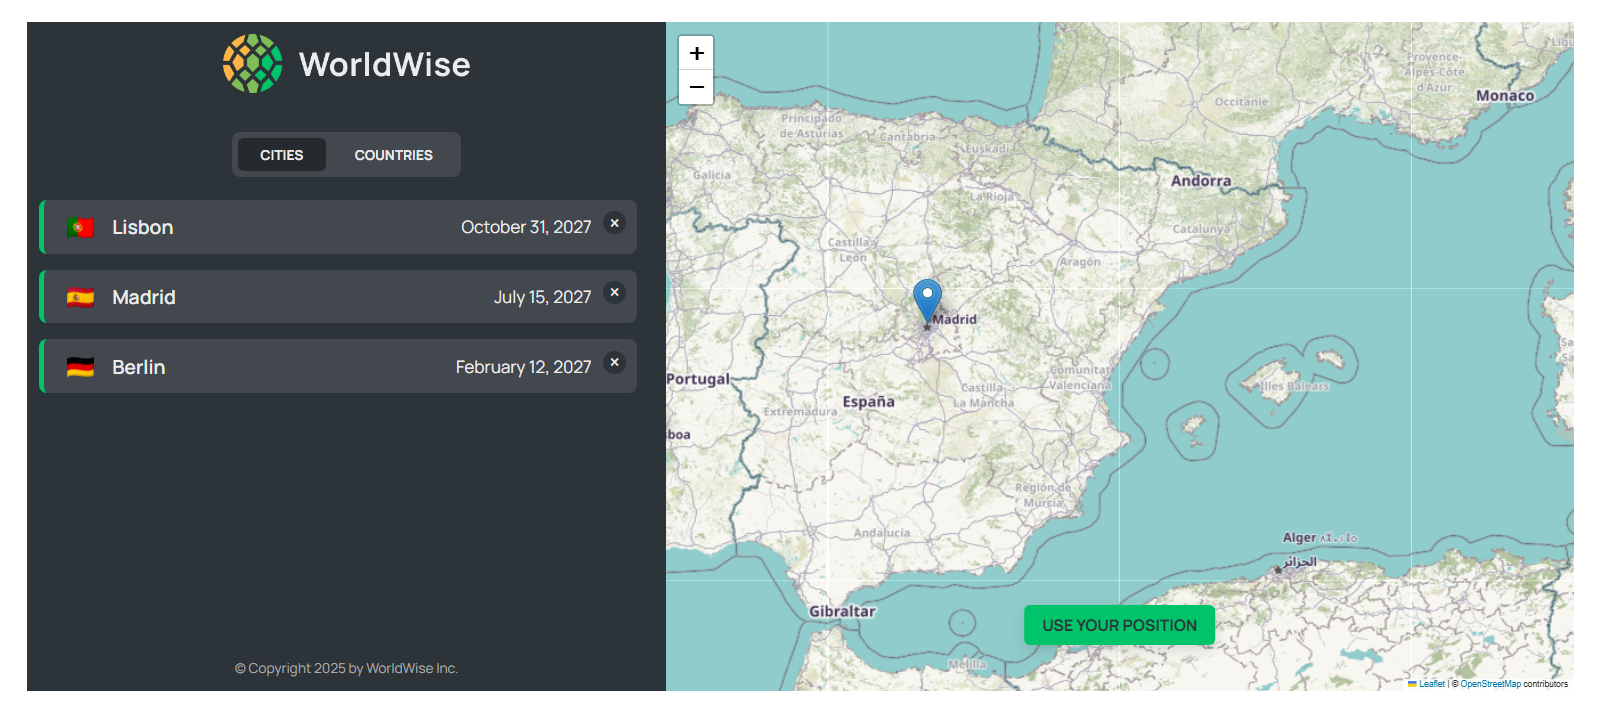 WorldWise
CITIES
COUNTRIES
Lisbon
October 31, 2027
×
Madrid
July 15, 2027
×
Berlin
February 12, 2027
×
© Copyright 2025 by WorldWise Inc.
+
−
Provence-
Alpes-Côte
d'Azur
Ligu
Monaco
Occitanie
Principado
de Asturias
Cantabria
Euskadi
Galicia
Andorra
La Rioja
Catalunya
Castilla y
León
Aragón
Madrid
Portugal
Comunitat
Valenciana
Castilla-
La Mancha
España
Extremadura
Illes Balears
Sa
Sa
boa
Región de
Murcia
Andalucía
Alger
الجزائر
Gibraltar
USE YOUR POSITION
Melilla
Leaflet | © OpenStreetMap contributors